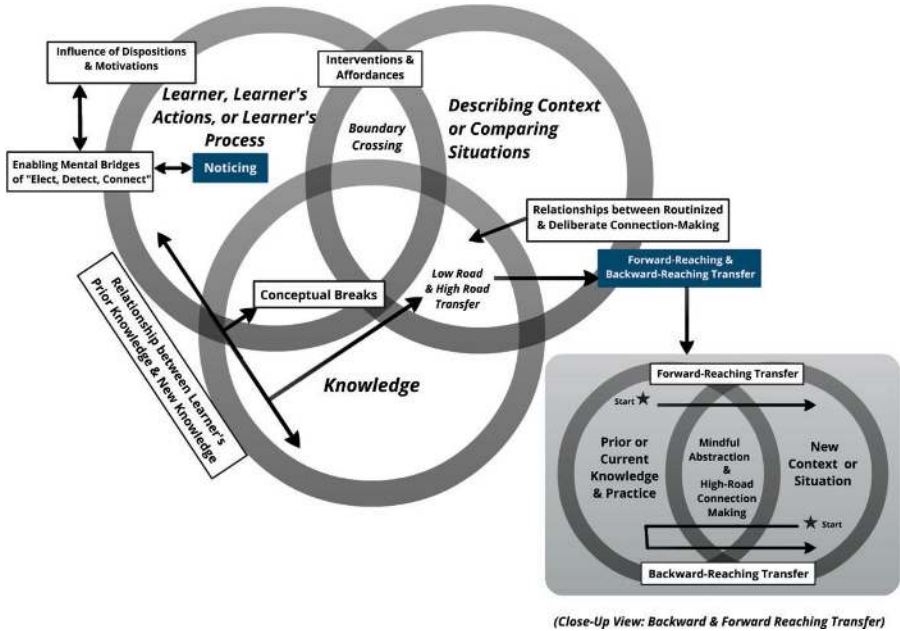 Influence of Dispositions
& Motivations
Interventions &
Affordances
Learner, Learner's
Actions, or Learner's
Process
Boundary
Crossing
Describing Context
or Comparing
Situations
Enabling Mental Bridges
of "Elect, Detect, Connect"
Noticing
Relationships between Routinized
& Deliberate Connection-Making
Forward-Reaching &
Backward-Reaching Transfer
Low Road
& High Road
Transfer
Conceptual Breaks
Relationship between Learner's
Prior Knowledge & New Knowledge
Knowledge
Forward-Reaching Transfer
Start
Prior or
Current
Knowledge
& Practice
Mindful
Abstraction
&
High-Road
Connection
Making
New
Context or
Situation
Start
Backward-Reaching Transfer
(Close-Up View: Backward & Forward Reaching Transfer)